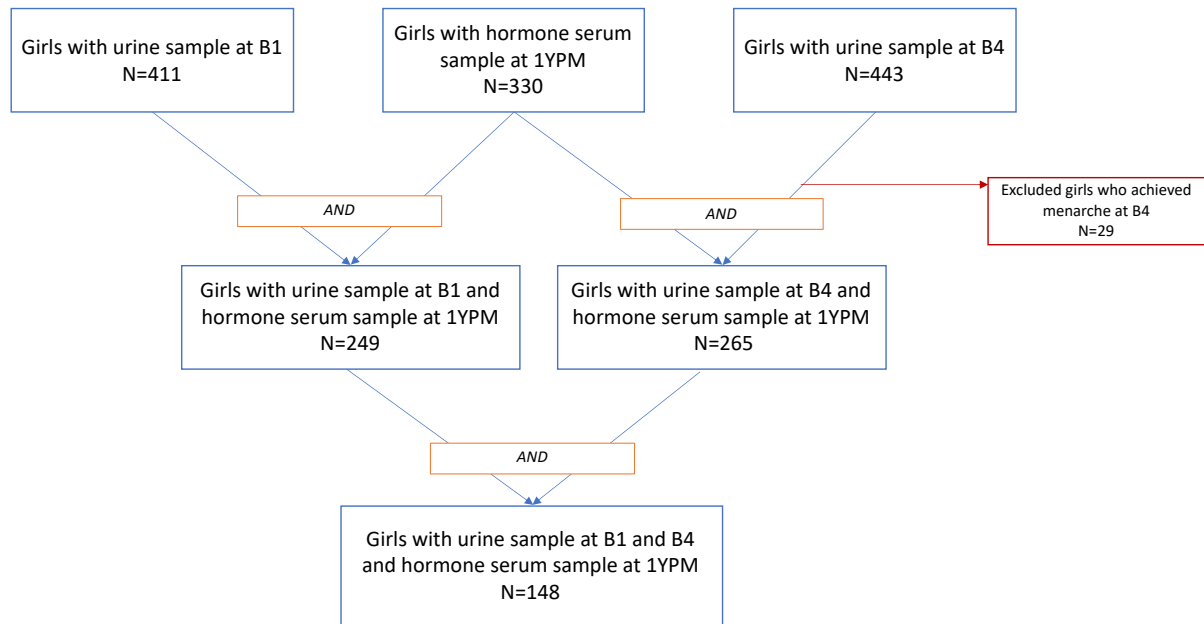 Girls with urine sample at B1
N=411
Girls with hormone serum
sample at 1YPM
N=330
Girls with urine sample at B4
N=443
AND
AND
Excluded girls who achieved
menarche at B4
N=29
Girls with urine sample at B1 and
hormone serum sample at 1YPM
N=249
Girls with urine sample at B4 and
hormone serum sample at 1YPM
N=265
AND
Girls with urine sample at B1 and B4
and hormone serum sample at 1YPM
N=148